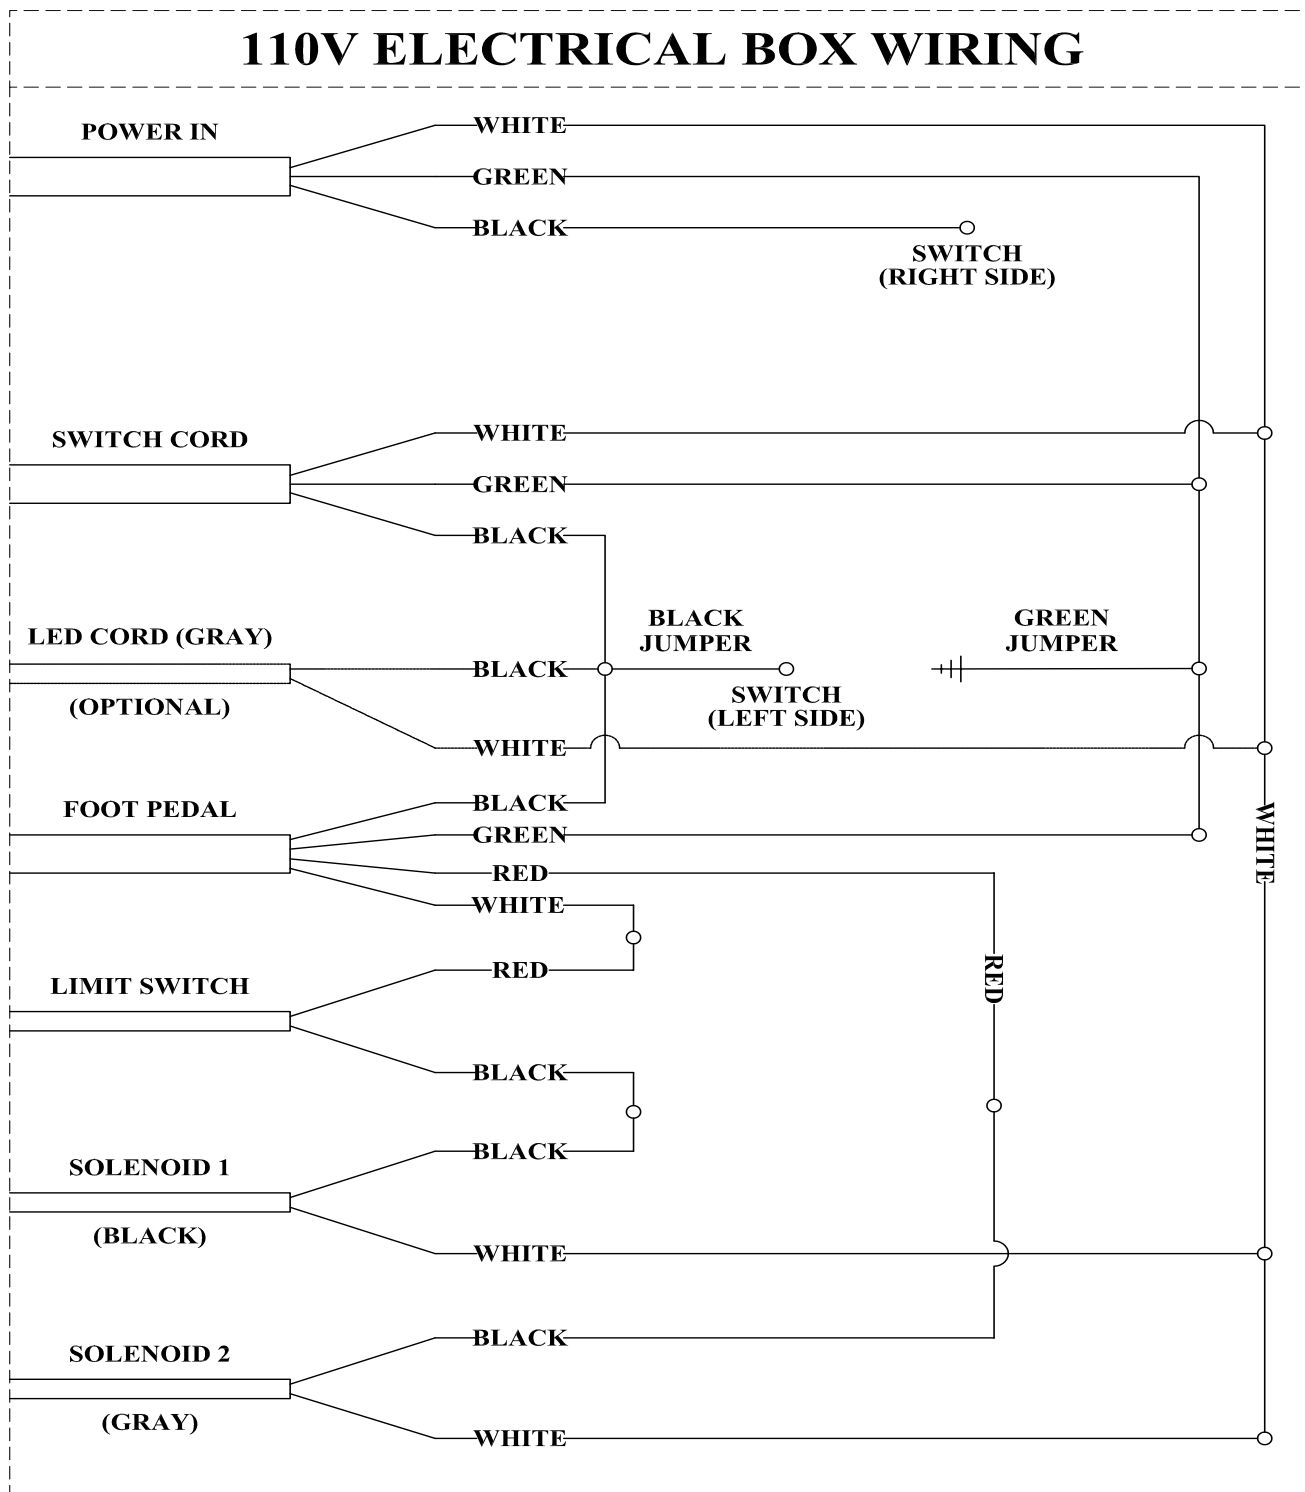 110V ELECTRICAL BOX WIRING
POWER IN
WHITE
GREEN
BLACK
SWITCH
(RIGHT SIDE)
SWITCH CORD
WHITE
GREEN
BLACK
LED CORD (GRAY)
(OPTIONAL)
BLACK
BLACK
JUMPER
SWITCH
(LEFT SIDE)
GREEN
JUMPER
WHITE
FOOT PEDAL
BLACK
GREEN
RED
WHITE
WHITE
RED
LIMIT SWITCH
RED
BLACK
SOLENOID 1
(BLACK)
BLACK
WHITE
SOLENOID 2
(GRAY)
BLACK
WHITE